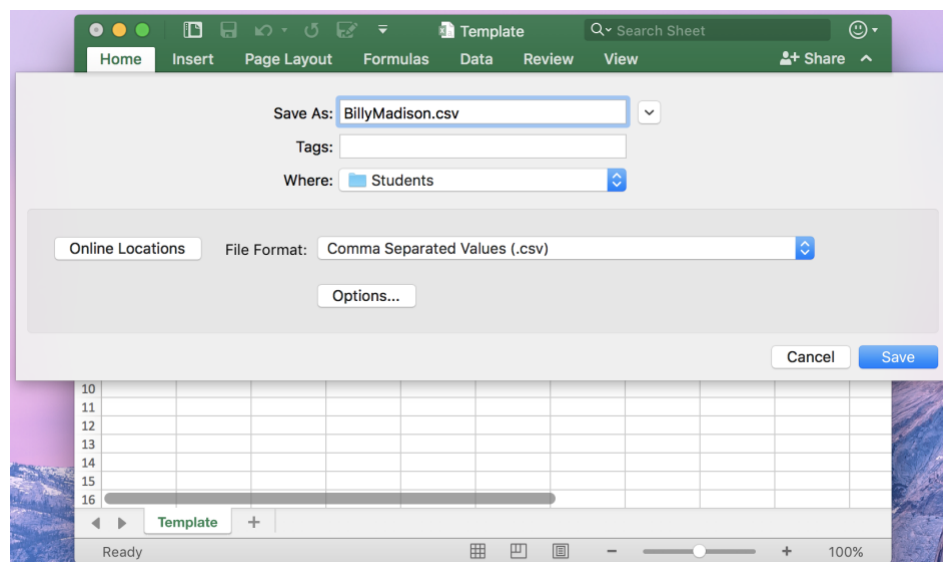 Template
Search Sheet
Home Insert Page Layout Formulas Data Review View Share
Save As: BillyMadison.csv
Tags:
Where: Students
Online Locations File Format: Comma Separated Values (.csv)
Options...
Cancel Save
10
11
12
13
14
15
16
Template
Ready 100%